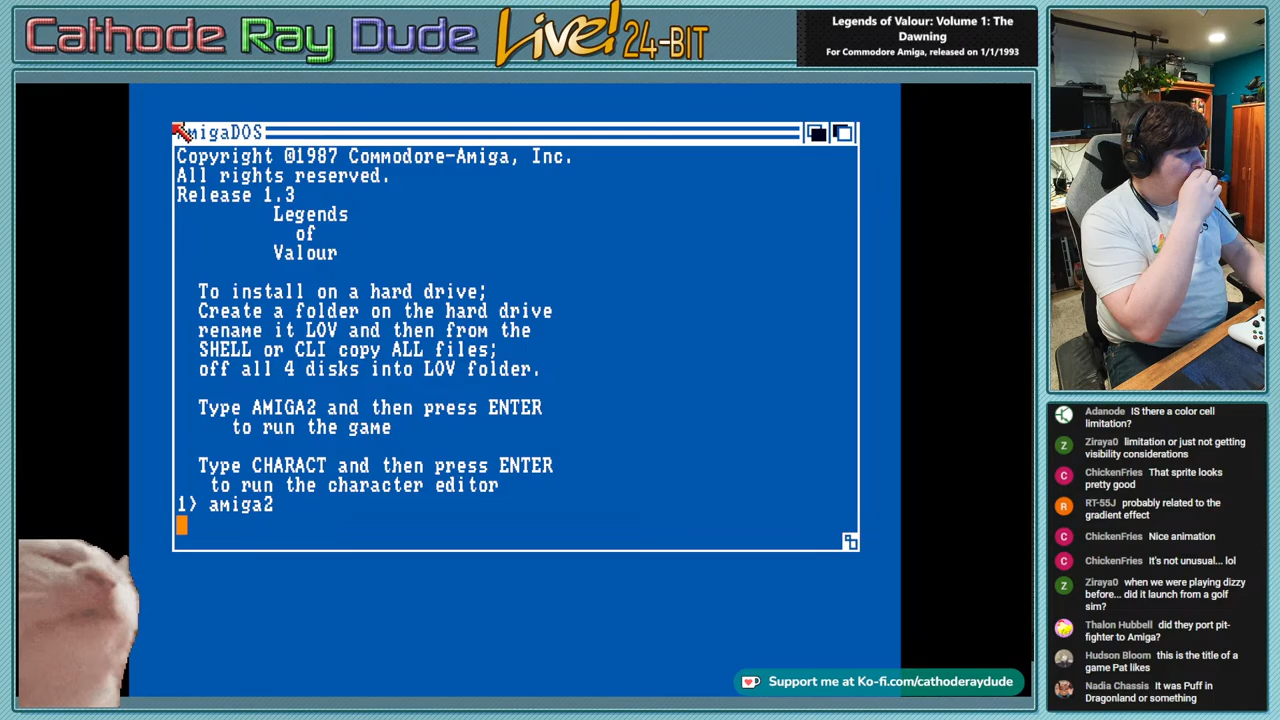 Cathode Ray Dude Live! 24-BIT
Legends of Valour: Volume 1: The
Dawning
For Commodore Amiga, released on 1/1/1993
AmigaDOS
Copyright @1987 Commodore-Amiga, Inc.
All rights reserved.
Release 1.3
Legends
of
Valour
To install on a hard drive;
Create a folder on the hard drive
rename it LOV and then from the
SHELL or CLI copy ALL files;
off all 4 disks into LOV folder.
Type AMIGA2 and then press ENTER
to run the game
Type CHARACT and then press ENTER
to run the character editor
1> amiga2
Support me at Ko-fi.com/cathoderaydude
Adanode IS there a color cell
limitation?
Z
Ziraya0 limitation or just not getting
visibility considerations
C
ChickenFries That sprite looks
pretty good
R
RT-55J probably related to the
gradient effect
C
ChickenFries Nice animation
C
ChickenFries It's not unusual... lol
Z
Ziraya0 when we were playing dizzy
before... did it launch from a golf
sim?
Thalon Hubbell did they port pit-
fighter to Amiga?
Hudson Bloom this is the title of a
game Pat likes
Nadia Chassis It was Puff in
Dragonland or something